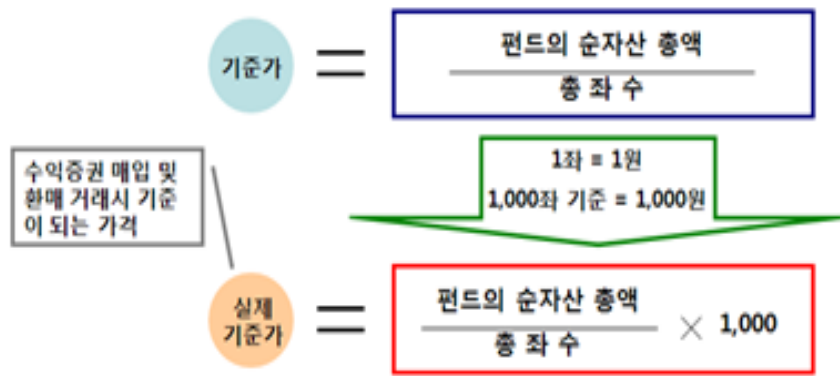 기준가 =
펀드의 순자산 총액
총 좌 수
1좌 = 1원
1,000좌 기준 = 1,000원
수익증권 매입 및
환매 거래시 기준
이 되는 가격
실제
기준가 =
펀드의 순자산 총액
총 좌 수
× 1,000